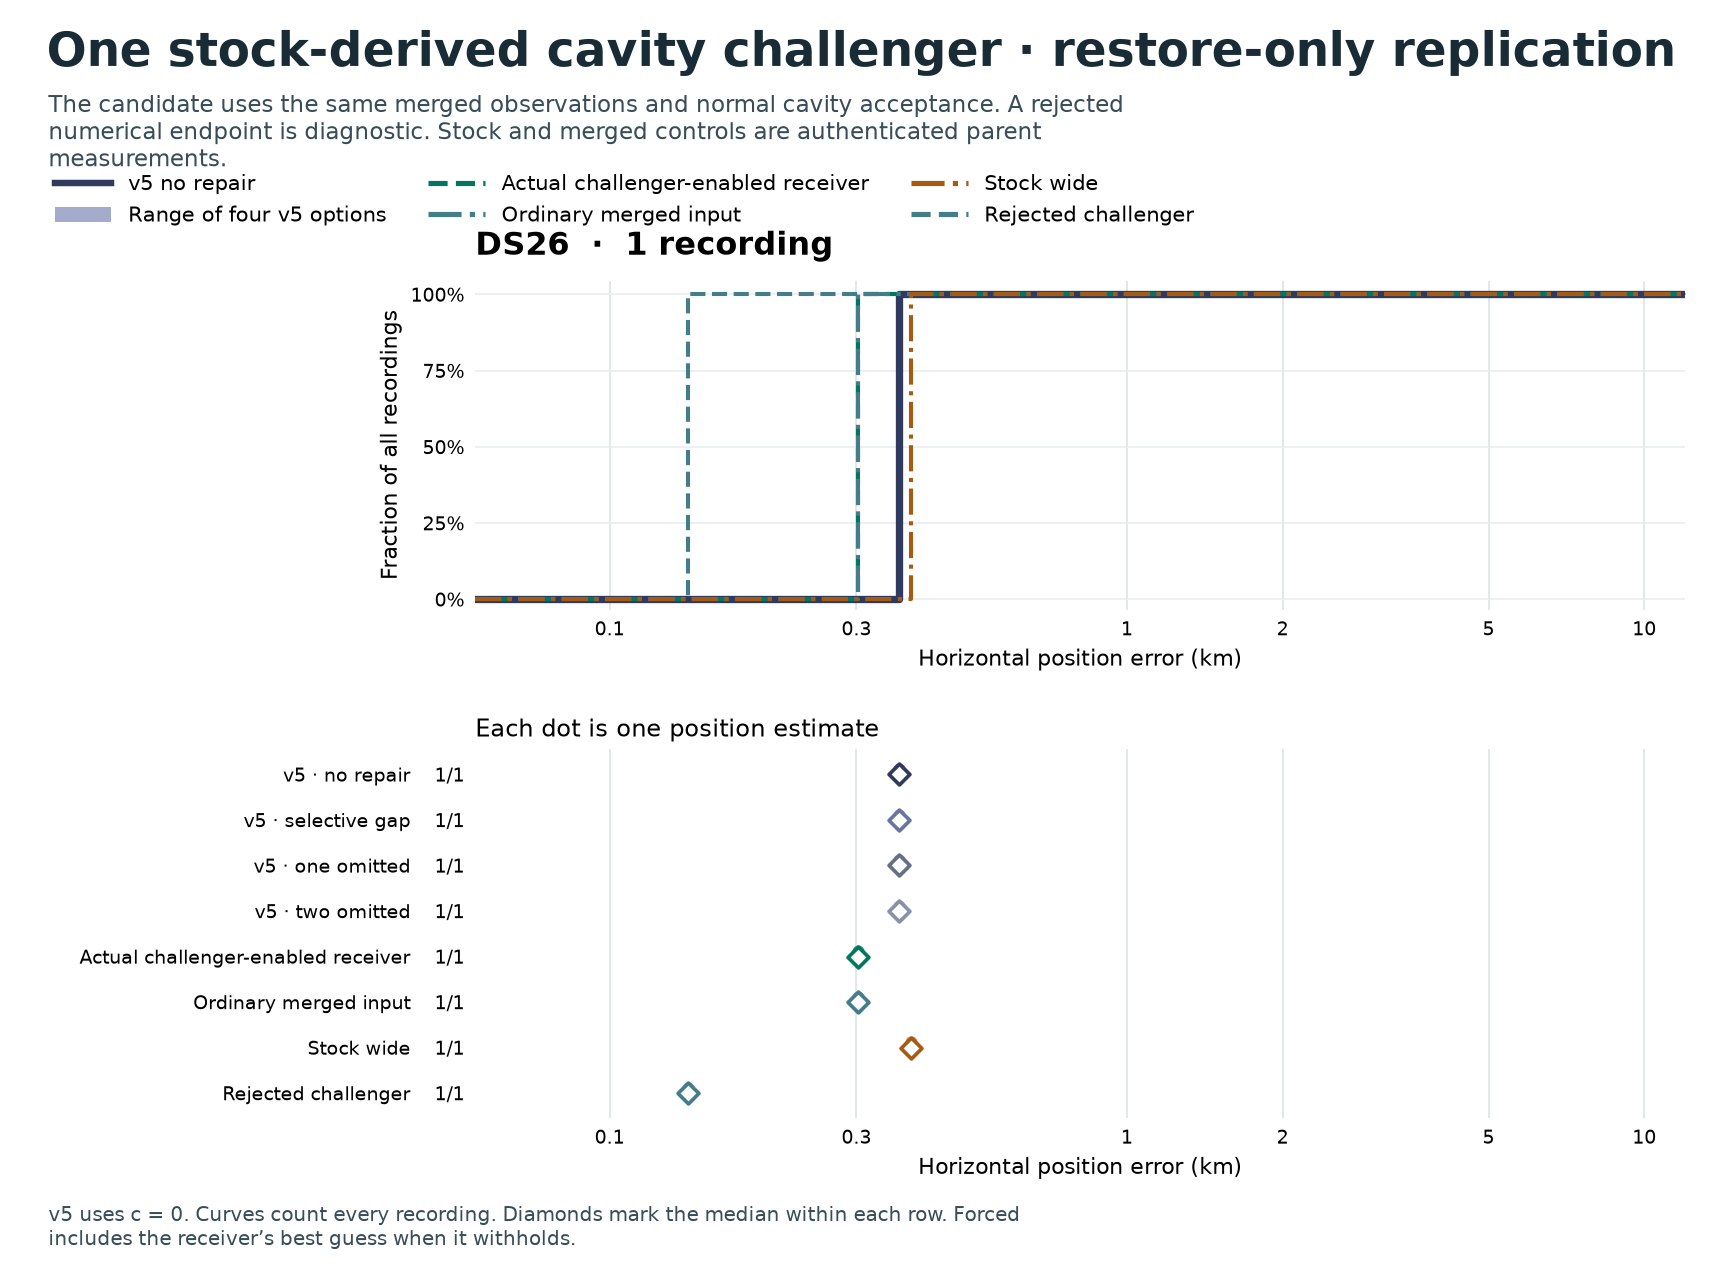 One stock-derived cavity challenger · restore-only replication
The candidate uses the same merged observations and normal cavity acceptance. A rejected
numerical endpoint is diagnostic. Stock and merged controls are authenticated parent
measurements.
v5 no repair
Range of four v5 options
Actual challenger-enabled receiver
Ordinary merged input
Stock wide
Rejected challenger
DS26 · 1 recording
Fraction of all recordings
100%
75%
50%
25%
0%
0.1 0.3 1 2 5 10
Horizontal position error (km)
Each dot is one position estimate
v5 · no repair 1/1
v5 · selective gap 1/1
v5 · one omitted 1/1
v5 · two omitted 1/1
Actual challenger-enabled receiver 1/1
Ordinary merged input 1/1
Stock wide 1/1
Rejected challenger 1/1
0.1 0.3 1 2 5 10
Horizontal position error (km)
v5 uses c = 0. Curves count every recording. Diamonds mark the median within each row. Forced
includes the receiver’s best guess when it withholds.